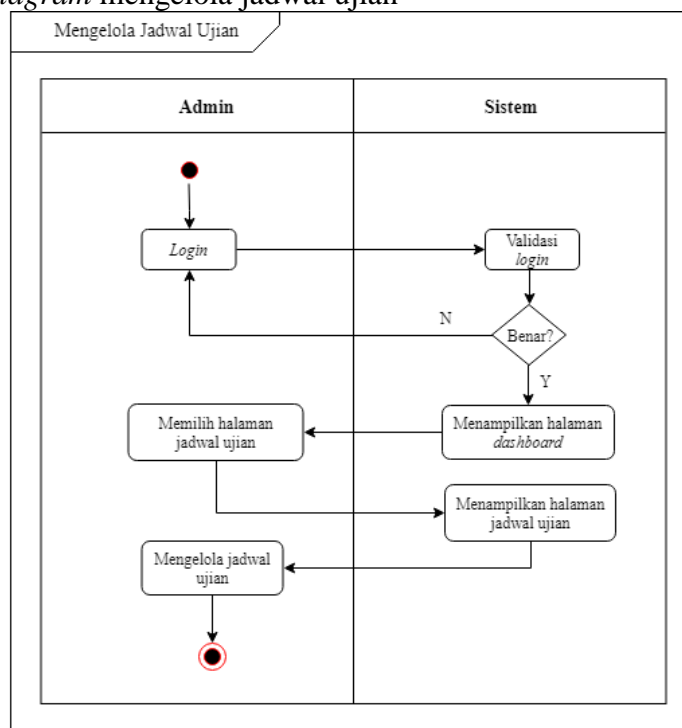 agram mengelola jadwal ujian
Mengelola Jadwal Ujian
Admin
Sistem
Login
Validasi
login
N
Benar?
Y
Memilih halaman
jadwal ujian
Menampilkan halaman
dashboard
Menampilkan halaman
jadwal ujian
Mengelola jadwal
ujian